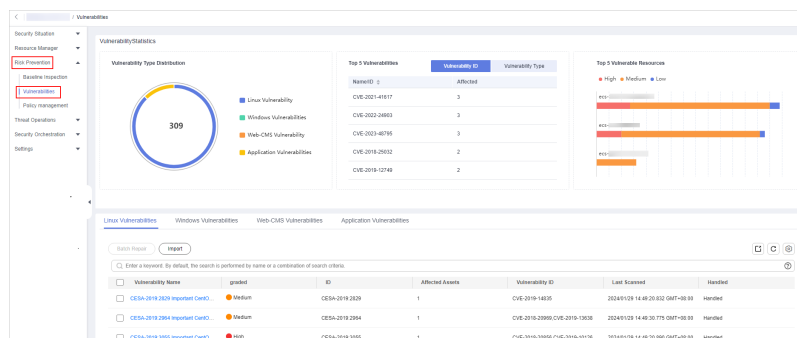 / Vulnerabilities
Security Situation
Resource Manager
Risk Prevention
Baseline Inspection
Vulnerabilities
Policy management
Threat Operations
Security Orchestration
Settings
VulnerabilityStatistics
Vulnerability Type Distribution
309
Linux Vulnerability
Windows Vulnerabilities
Web-CMS Vulnerability
Application Vulnerabilities
Top 5 Vulnerabilities
Vulnerability ID
Vulnerability Type
Name/ID Affected
CVE-2021-41617 3
CVE-2022-24903 3
CVE-2023-48795 3
CVE-2018-25032 2
CVE-2019-12749 2
Top 5 Vulnerable Resources
High Medium Low
ecs-
ecs-
ecs-
Linux Vulnerabilities Windows Vulnerabilities Web-CMS Vulnerabilities Application Vulnerabilities
Batch Repair Import
Enter a keyword. By default, the search is performed by name or a combination of search criteria.
Vulnerability Name graded ID Affected Assets Vulnerability ID Last Scanned Handled
CESA-2019:2829 Important CentO... Medium CESA-2019:2829 1 CVE-2019-14835 2024/01/29 14:49:20.832 GMT+08:00 Handled
CESA-2019:2964 Important CentO... Medium CESA-2019:2964 1 CVE-2018-20969,CVE-2019-13638 2024/01/29 14:49:30.775 GMT+08:00 Handled
High